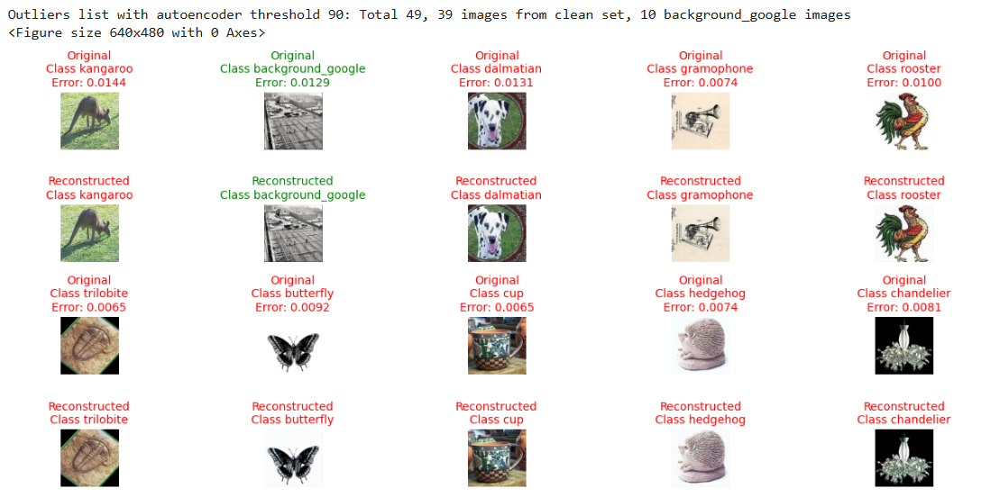 Outliers list with autoencoder threshold 90: Total 49, 39 images from clean set, 10 background_google images
<Figure size 640x480 with 0 Axes>
Original
Class kangaroo
Error: 0.0144
Original
Class background_google
Error: 0.0129
Original
Class dalmatian
Error: 0.0131
Original
Class gramophone
Error: 0.0074
Original
Class rooster
Error: 0.0100
Reconstructed
Class kangaroo
Reconstructed
Class background_google
Reconstructed
Class dalmatian
Reconstructed
Class gramophone
Reconstructed
Class rooster
Original
Class trilobite
Error: 0.0065
Original
Class butterfly
Error: 0.0092
Original
Class cup
Error: 0.0065
Original
Class hedgehog
Error: 0.0074
Original
Class chandelier
Error: 0.0081
Reconstructed
Class trilobite
Reconstructed
Class butterfly
Reconstructed
Class cup
Reconstructed
Class hedgehog
Reconstructed
Class chandelier